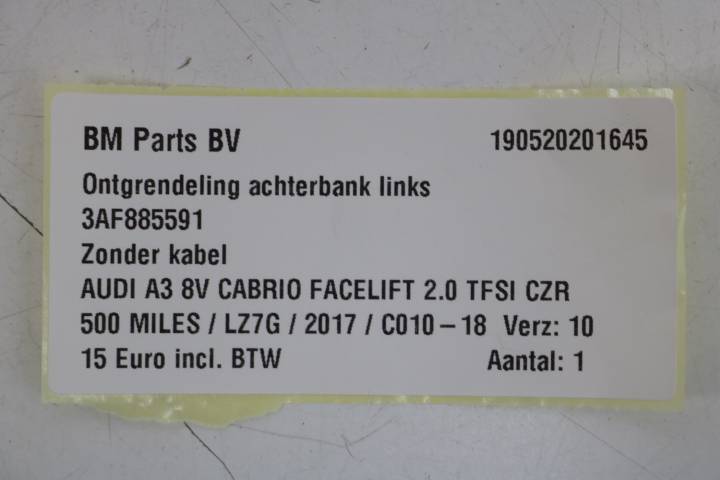 BM Parts BV 190520201645
Ontgrendeling achterbank links
3AF885591
Zonder kabel
AUDI A3 8V CABRIO FACELIFT 2.0 TFSI CZR
500 MILES / LZ7G / 2017 / C010-18 Verz: 10
15 Euro incl. BTW Aantal: 1